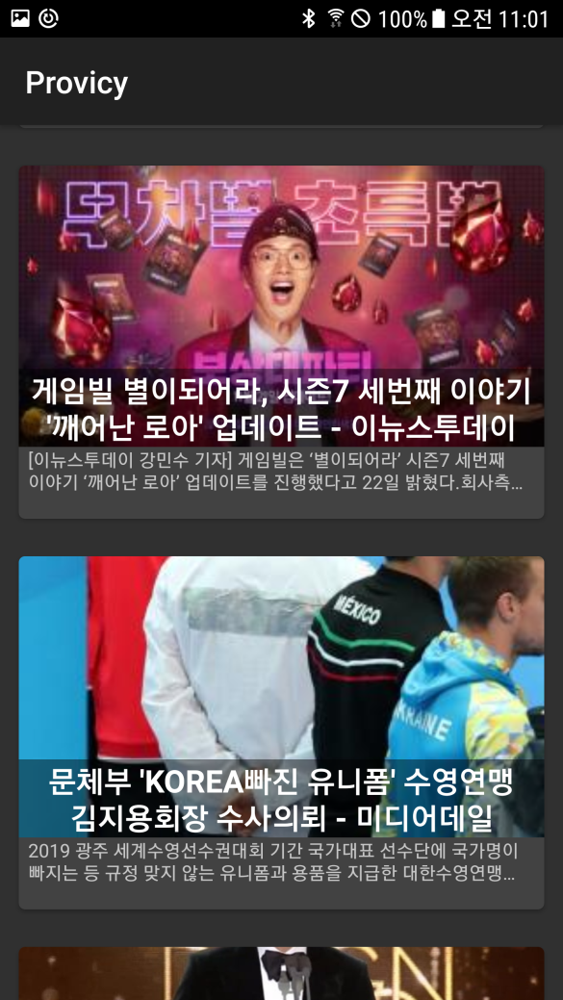 100% 오전 11:01
Provicy
무차별 초특별
게임빌 별이되어라, 시즌7 세번째 이야기
'깨어난 로아' 업데이트 - 이뉴스투데이
[이뉴스투데이 강민수 기자] 게임빌은 ‘별이되어라’ 시즌7 세번째
이야기 ‘깨어난 로아’ 업데이트를 진행했다고 22일 밝혔다.회사측...
MÉXICO
UKRAINE
문체부 'KOREA빠진 유니폼' 수영연맹
김지용회장 수사의뢰 - 미디어데일
2019 광주 세계수영선수권대회 기간 국가대표 선수단에 국가명이
빠지는 등 규정 맞지 않는 유니폼과 용품을 지급한 대한수영연맹...